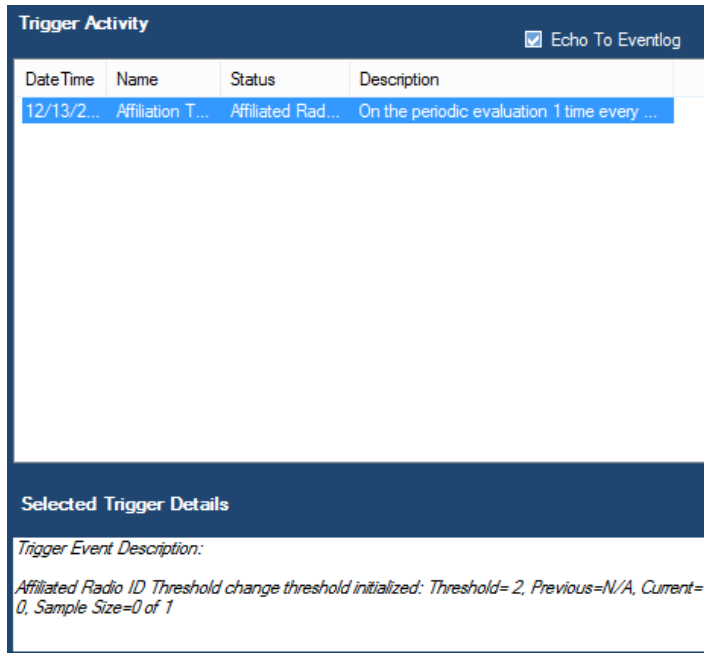 Trigger Activity
Echo To Eventlog
DateTime Name Status Description
12/13/2... Affiliation T... Affiliated Rad... On the periodic evaluation 1 time every ...
Selected Trigger Details
Trigger Event Description:
Affiliated Radio ID Threshold change threshold initialized: Threshold= 2, Previous=N/A, Current=
0, Sample Size=0 of 1